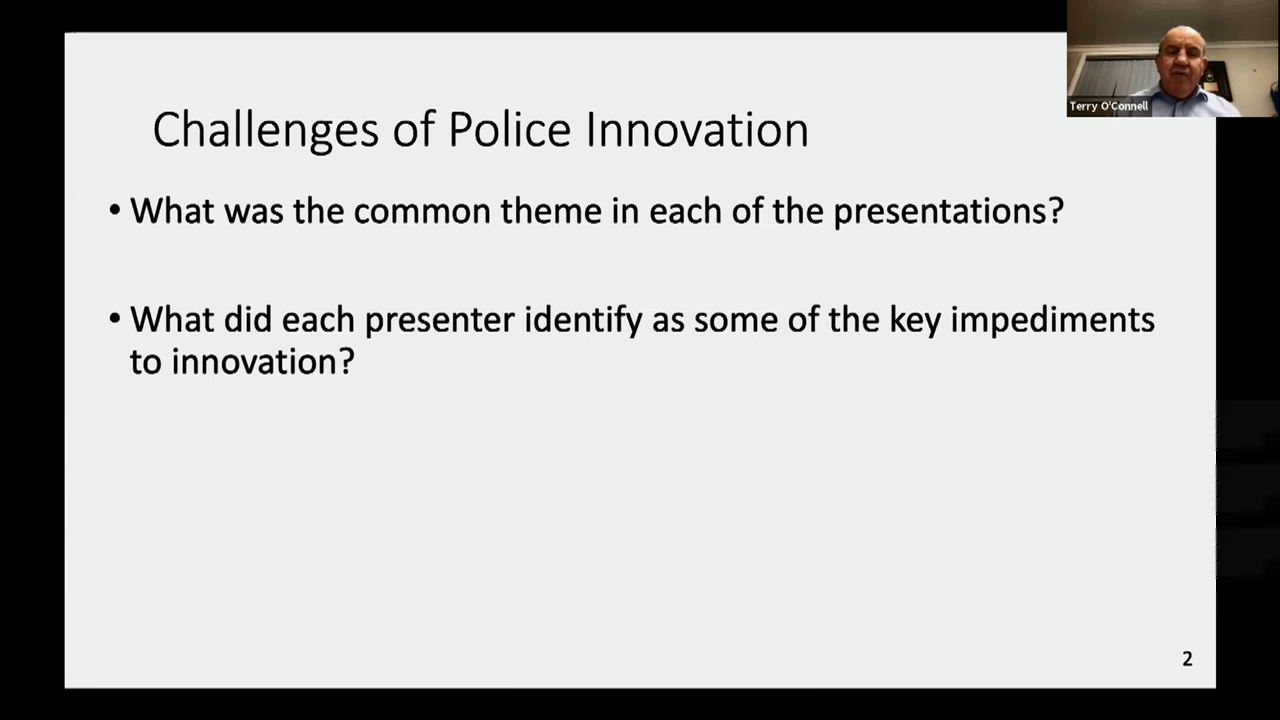 Terry O'Connell
Challenges of Police Innovation
• What was the common theme in each of the presentations?
• What did each presenter identify as some of the key impediments
to innovation?
2